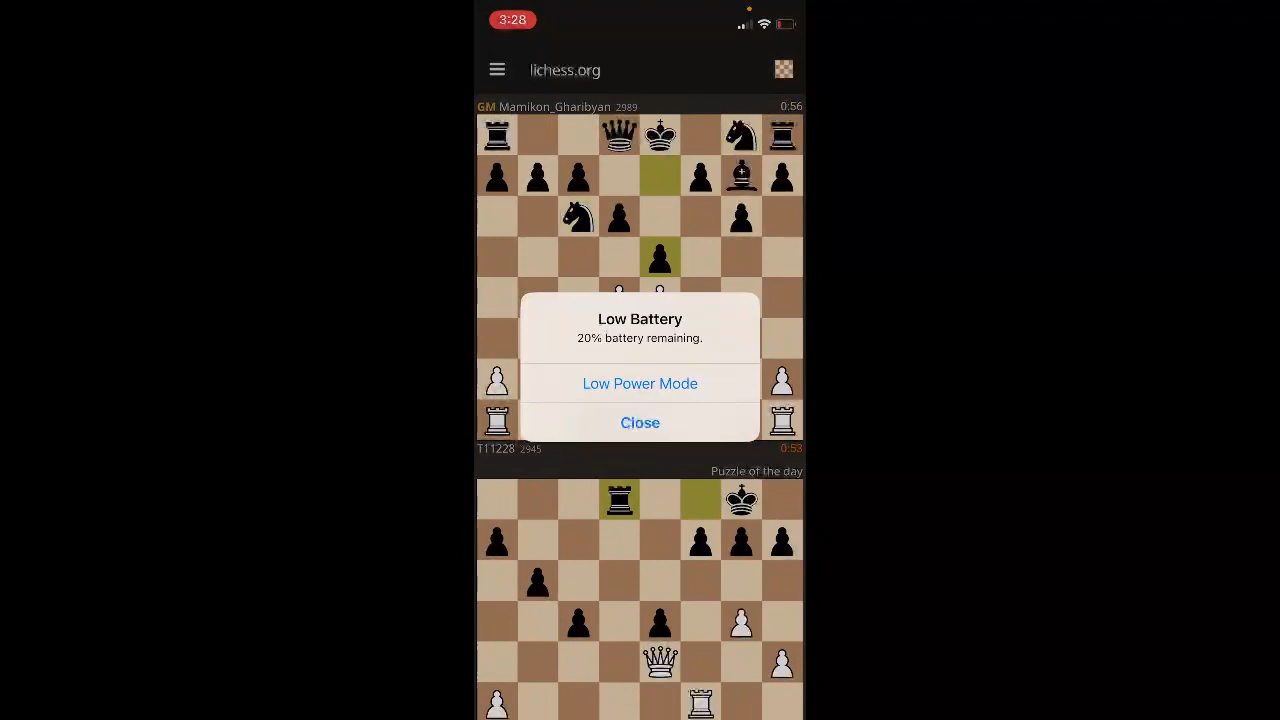 3:28
lichess.org
GM Mamikon_Gharibyan 2989 0:56
Low Battery
20% battery remaining.
Low Power Mode
Close
T11228 2945 0:53
Puzzle of the day